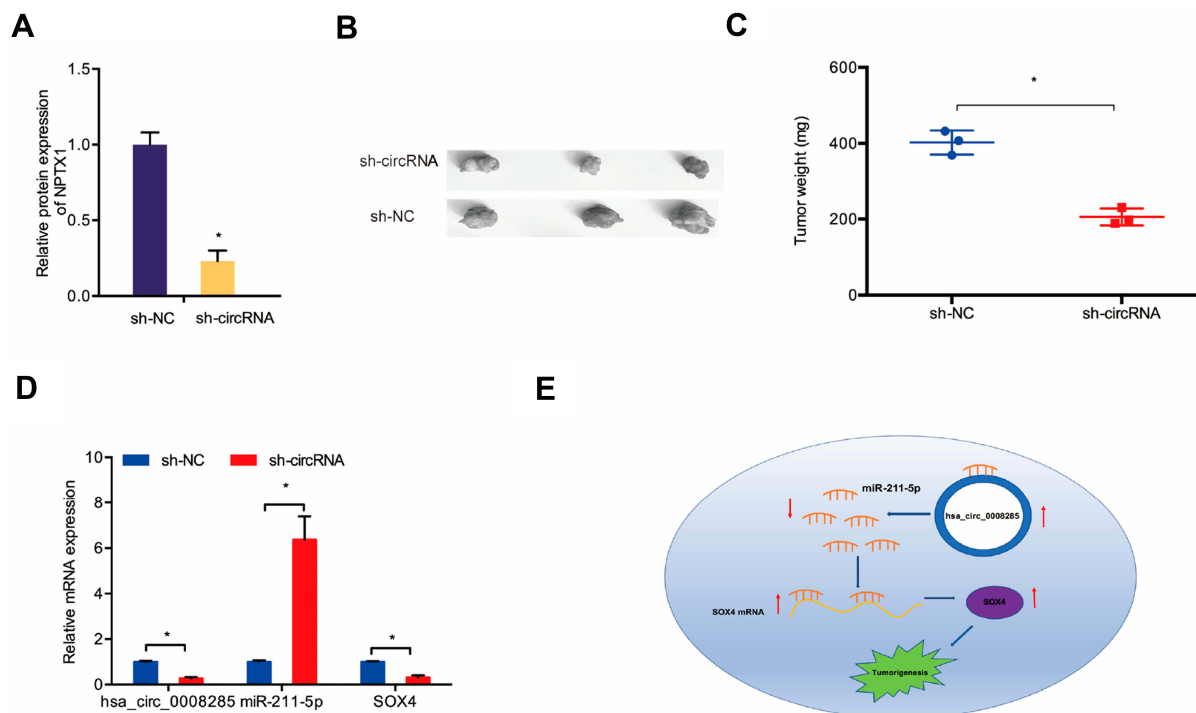 A
B
C
Relative protein expression
of NPTX1
1.5
1.0
0.5
0.0
*
sh-NC
sh-circRNA
sh-circRNA
sh-NC
Tumor weight (mg)
600
400
200
0
*
sh-NC
sh-circRNA
D
E
sh-NC
sh-circRNA
Relative mRNA expression
10
8
6
4
2
0
*
*
*
hsa_circ_0008285
miR-211-5p
SOX4
miR-211-5p
hsa_circ_0008285
SOX4 mRNA
SOX4
Tumorigenesis